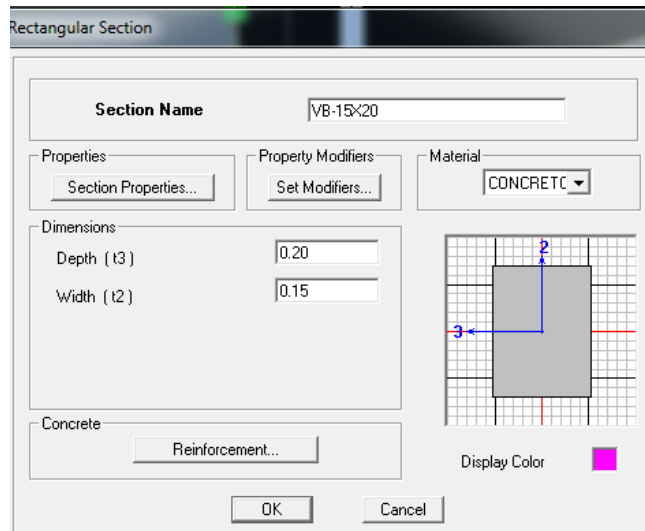 Rectangular Section
Section Name VB-15X20
Properties Property Modifiers Material
Section Properties... Set Modifiers... CONCRETC
Dimensions
Depth ( t3 ) 0.20
Width ( t2 ) 0.15
2
3
Concrete
Reinforcement...
Display Color
OK Cancel